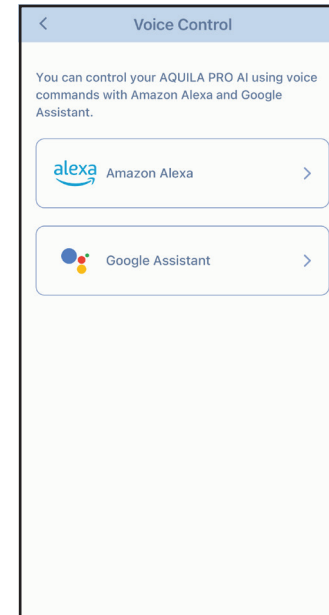 Voice Control
You can control your AQUILA PRO AI using voice
commands with Amazon Alexa and Google
Assistant.
alexa Amazon Alexa
Google Assistant